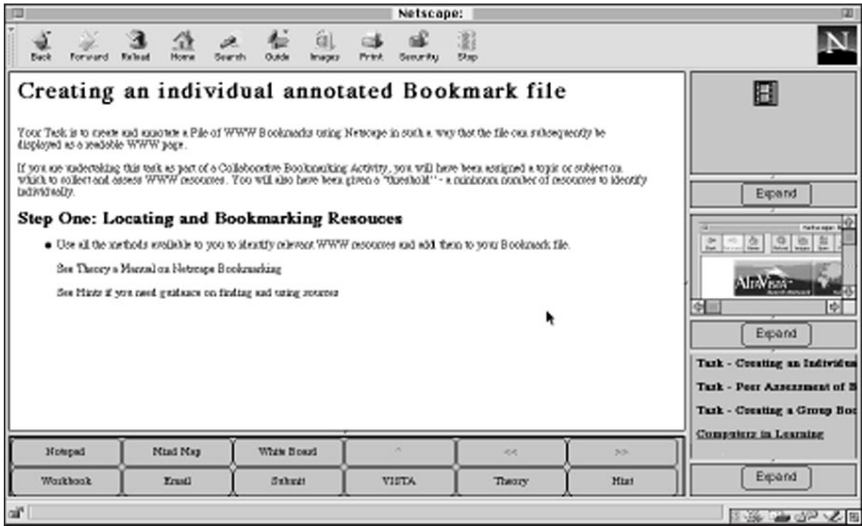 Netscape:
Back Forward Reload Home Search Guide Images Print Security Stop
N
Creating an individual annotated Bookmark file
Your Task is to create and annotate a File of WWW Bookmarks using Netscape in such a way that the file can subsequently be
displayed as a readable WWW page.
If you are undertaking this task as part of a Collaborative Bookmarking Activity, you will have been assigned a topic or subject on
which to collect and assess WWW resources. You will also have been given a "threshold" - a minimum number of resources to identify
individually.
Step One: Locating and Bookmarking Resouces
• Use all the methods available to you to identify relevant WWW resources and add them to your Bookmark file.
See Theory a Manual on Netscape Bookmarking
See Hints if you need guidance on finding and using sources
Expand
AltaVista
Expand
Task - Creating an Individua
Task - Peer Assessment of B
Task - Creating a Group Boo
Computers in Learning
Expand
Notepad Mind Map White Board ^ << >>
Workbook Email Submit VISTA Theory Hint